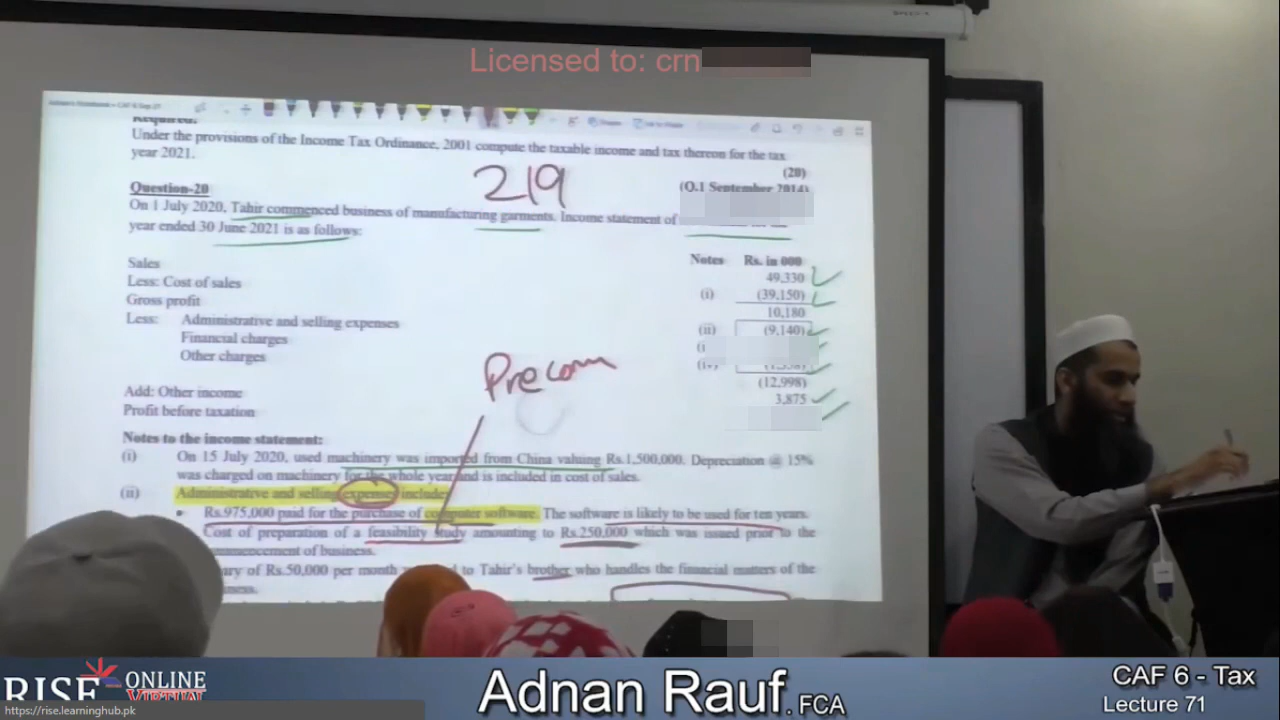 Licensed to: crn
Required:
Under the provisions of the Income Tax Ordinance, 2001 compute the taxable income and tax thereon for the tax
year 2021.
(20)
219
Question-20
(Q.1 September 2014)
On 1 July 2020, Tahir commenced business of manufacturing garments. Income statement of
year ended 30 June 2021 is as follows:
Notes Rs. in 000
Sales 49,330
Less: Cost of sales (i) (39,150)
Gross profit 10,180
Less: Administrative and selling expenses (ii) (9,140)
Financial charges
Other charges
(12,998)
Add: Other income 3,875
Profit before taxation
Precom
Notes to the income statement:
(i) On 15 July 2020, used machinery was imported from China valuing Rs.1,500,000. Depreciation @ 15%
was charged on machinery for the whole year and is included in cost of sales.
(ii) Administrative and selling expenses include
• Rs.975,000 paid for the purchase of computer software. The software is likely to be used for ten years.
Cost of preparation of a feasibility study amounting to Rs.250,000 which was issued prior to the
of business.
of Rs.50,000 per month to Tahir's brother who handles the financial matters of the
RISE ONLINE
VIRTUAL
https://rise.learninghub.pk
Adnan Rauf. FCA
CAF 6 - Tax
Lecture 71